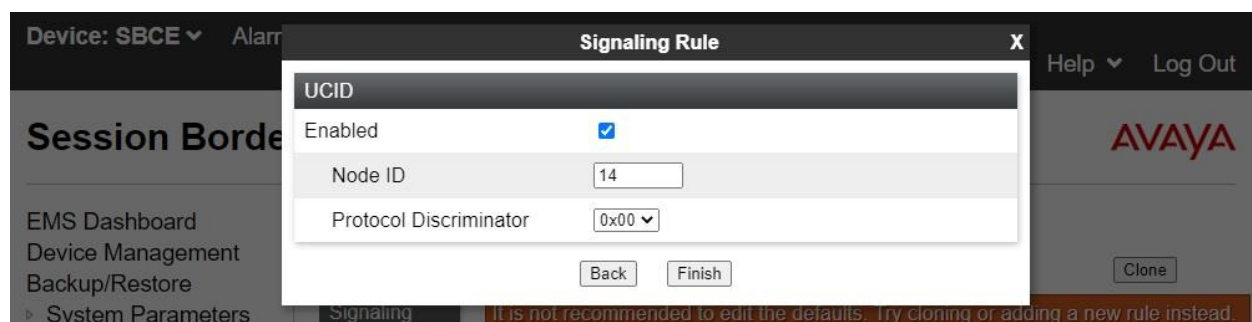 Device: SBCE
Alarr
Signaling Rule
X
Help
Log Out
UCID
Enabled
Session Borde
AVAYA
Node ID
14
Protocol Discriminator
0x00
EMS Dashboard
Device Management
Backup/Restore
System Parameters
Back
Finish
Clone
Signaling
It is not recommended to edit the defaults. Try cloning or adding a new rule instead.